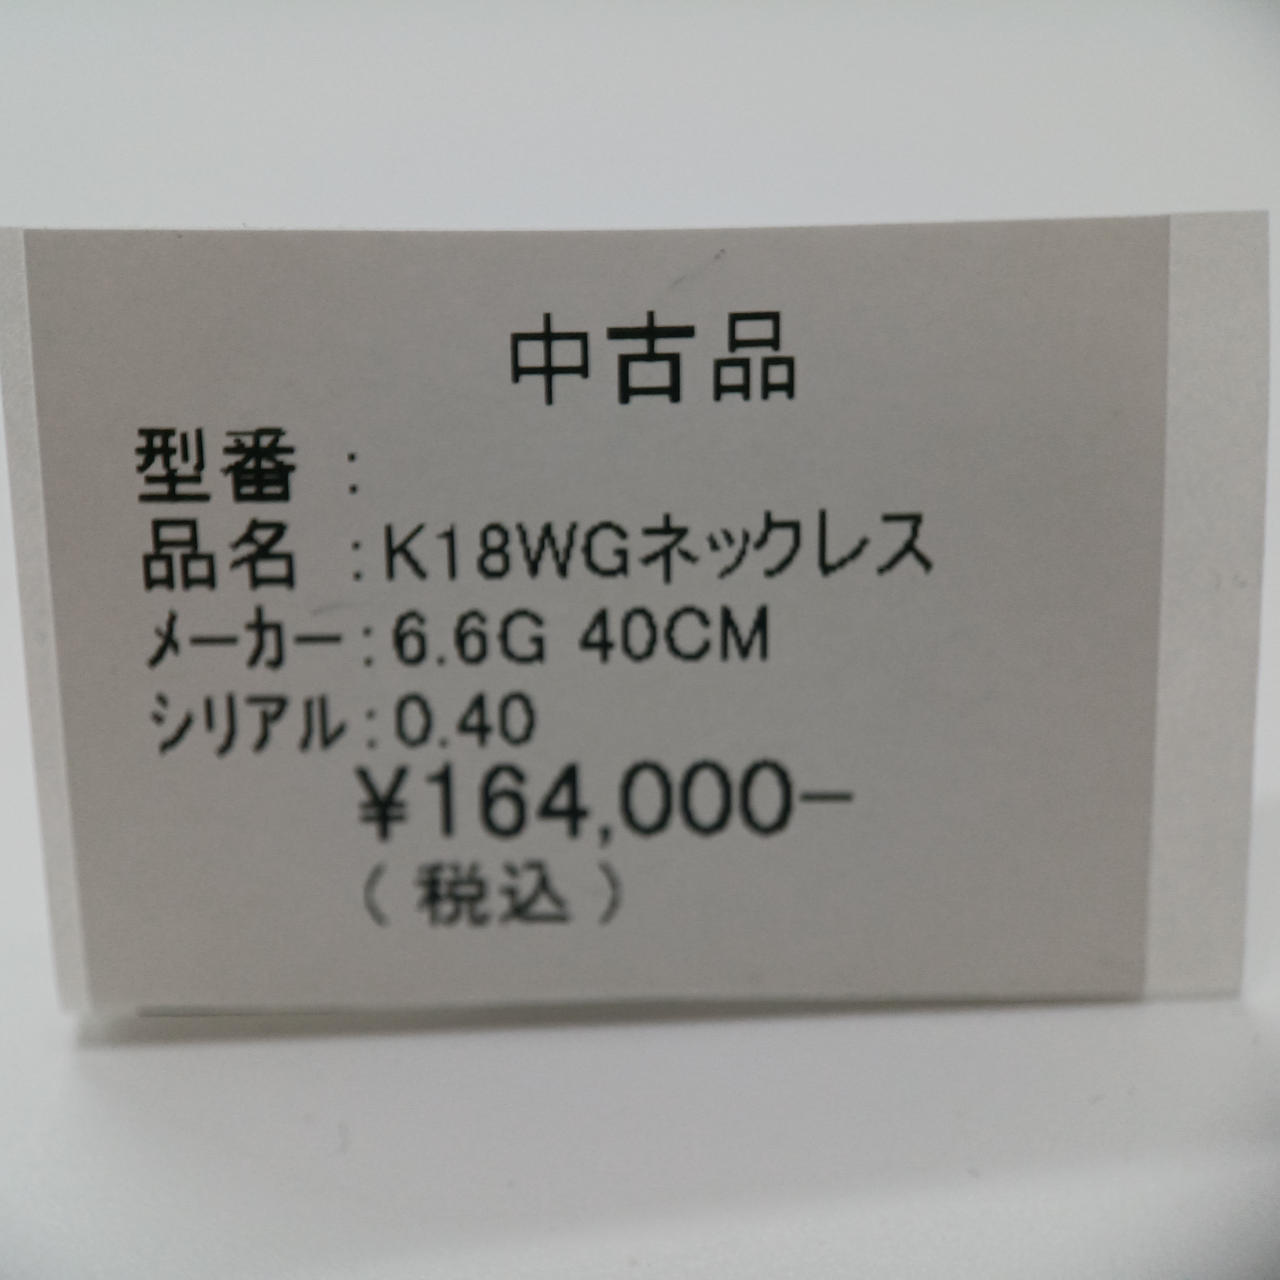 中古品
型番 :
品名 :K18WGネックレス
メーカー:6.6G 40CM
シリアル:0.40
¥164,000-
(税込)